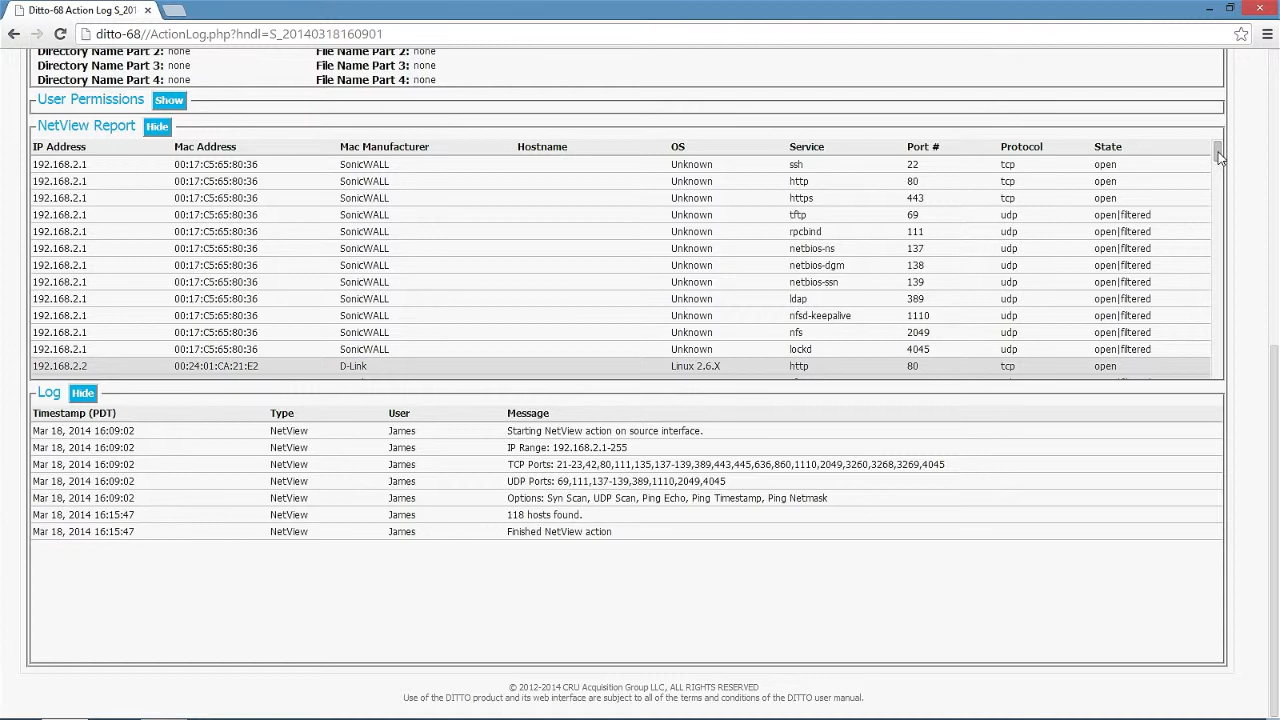 Ditto-68 Action Log S_201
ditto-68//ActionLog.php?hndl=S_20140318160901
Directory Name Part 2: none File Name Part 2: none
Directory Name Part 3: none File Name Part 3: none
Directory Name Part 4: none File Name Part 4: none
User Permissions Show
NetView Report Hide
IP Address Mac Address Mac Manufacturer Hostname OS Service Port # Protocol State
192.168.2.1 00:17:C5:65:80:36 SonicWALL Unknown ssh 22 tcp open
192.168.2.1 00:17:C5:65:80:36 SonicWALL Unknown http 80 tcp open
192.168.2.1 00:17:C5:65:80:36 SonicWALL Unknown https 443 tcp open
192.168.2.1 00:17:C5:65:80:36 SonicWALL Unknown tftp 69 udp open|filtered
192.168.2.1 00:17:C5:65:80:36 SonicWALL Unknown rpcbind 111 udp open|filtered
192.168.2.1 00:17:C5:65:80:36 SonicWALL Unknown netbios-ns 137 udp open|filtered
192.168.2.1 00:17:C5:65:80:36 SonicWALL Unknown netbios-dgm 138 udp open|filtered
192.168.2.1 00:17:C5:65:80:36 SonicWALL Unknown netbios-ssn 139 udp open|filtered
192.168.2.1 00:17:C5:65:80:36 SonicWALL Unknown ldap 389 udp open|filtered
192.168.2.1 00:17:C5:65:80:36 SonicWALL Unknown nfsd-keepalive 1110 udp open|filtered
192.168.2.1 00:17:C5:65:80:36 SonicWALL Unknown nfs 2049 udp open|filtered
192.168.2.1 00:17:C5:65:80:36 SonicWALL Unknown lockd 4045 udp open|filtered
192.168.2.2 00:24:01:CA:21:E2 D-Link Linux 2.6.X http 80 tcp open
Log Hide
Timestamp (PDT) Type User Message
Mar 18, 2014 16:09:02 NetView James Starting NetView action on source interface.
Mar 18, 2014 16:09:02 NetView James IP Range: 192.168.2.1-255
Mar 18, 2014 16:09:02 NetView James TCP Ports: 21-23,42,80,111,135,137-139,389,443,445,636,860,1110,2049,3260,3268,3269,4045
Mar 18, 2014 16:09:02 NetView James UDP Ports: 69,111,137-139,389,1110,2049,4045
Mar 18, 2014 16:09:02 NetView James Options: Syn Scan, UDP Scan, Ping Echo, Ping Timestamp, Ping Netmask
Mar 18, 2014 16:15:47 NetView James 118 hosts found.
Mar 18, 2014 16:15:47 NetView James Finished NetView action
© 2012-2014 CRU Acquisition Group LLC, ALL RIGHTS RESERVED
Use of the DITTO product and its web interface are subject to all of the terms and conditions of the DITTO user manual.